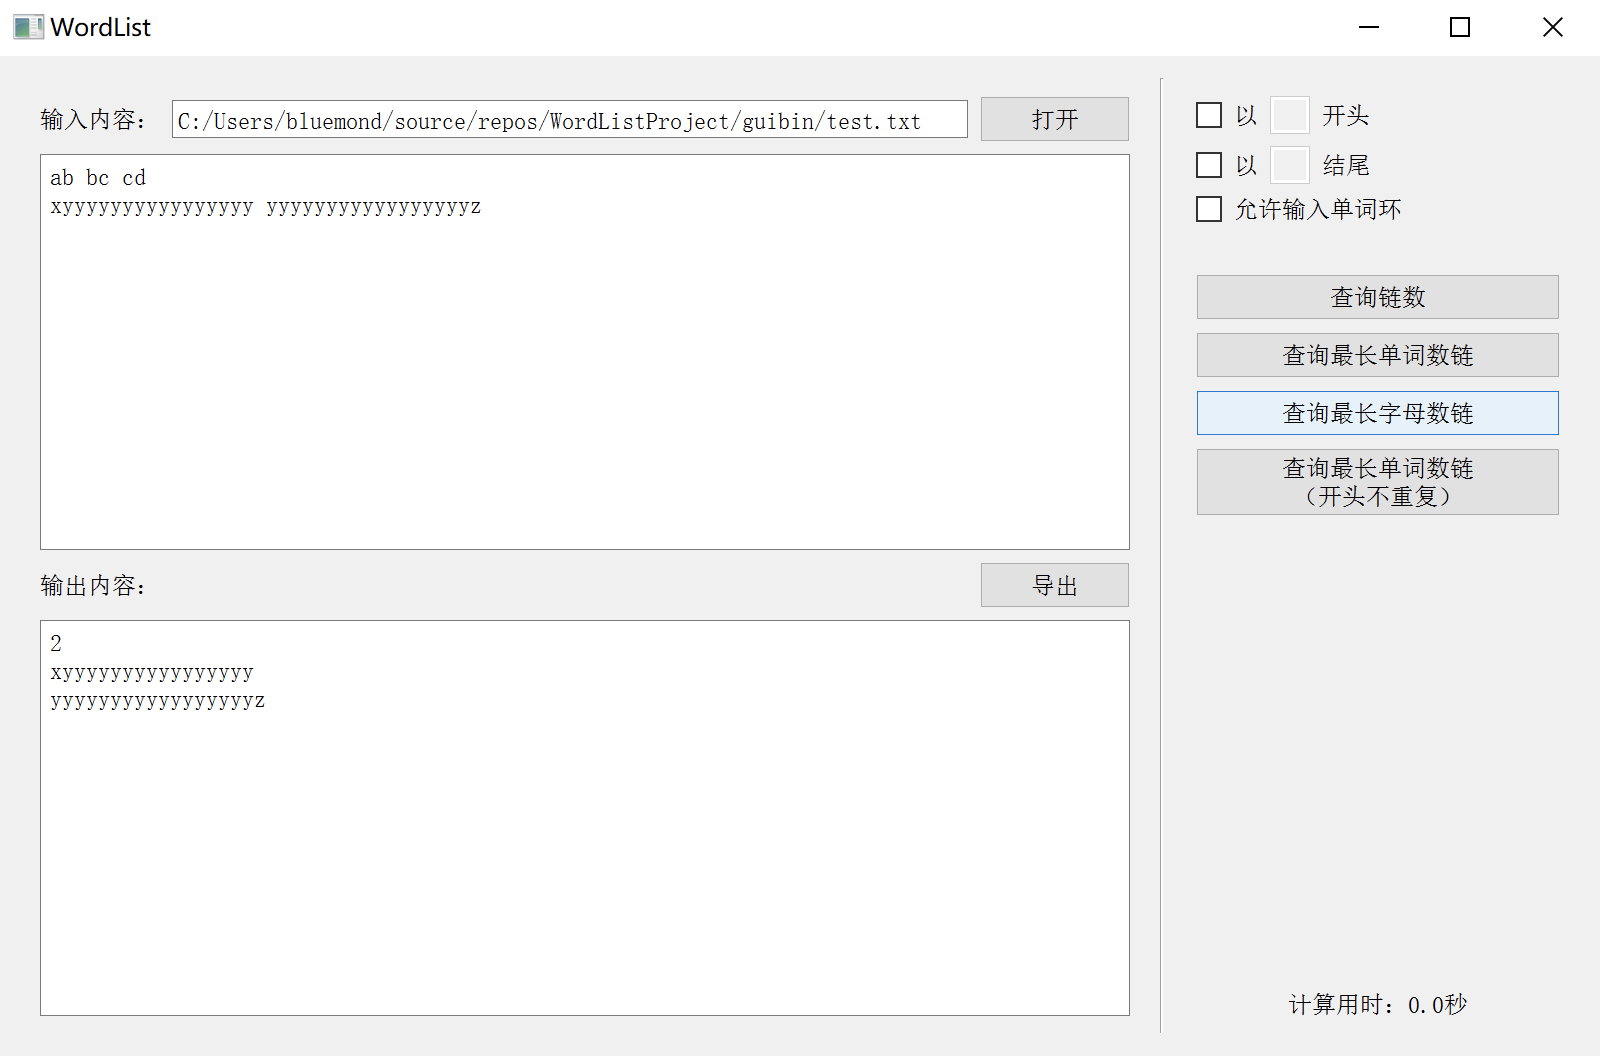 WordList
输入内容：
C:/Users/bluemond/source/repos/WordListProject/guibin/test.txt
打开
ab bc cd
xyyyyyyyyyyyyyyyy yyyyyyyyyyyyyyyyyz
输出内容：
导出
2
xyyyyyyyyyyyyyyyy
yyyyyyyyyyyyyyyyyz
以 开头
以 结尾
允许输入单词环
查询链数
查询最长单词数链
查询最长字母数链
查询最长单词数链
（开头不重复）
计算用时：0.0秒